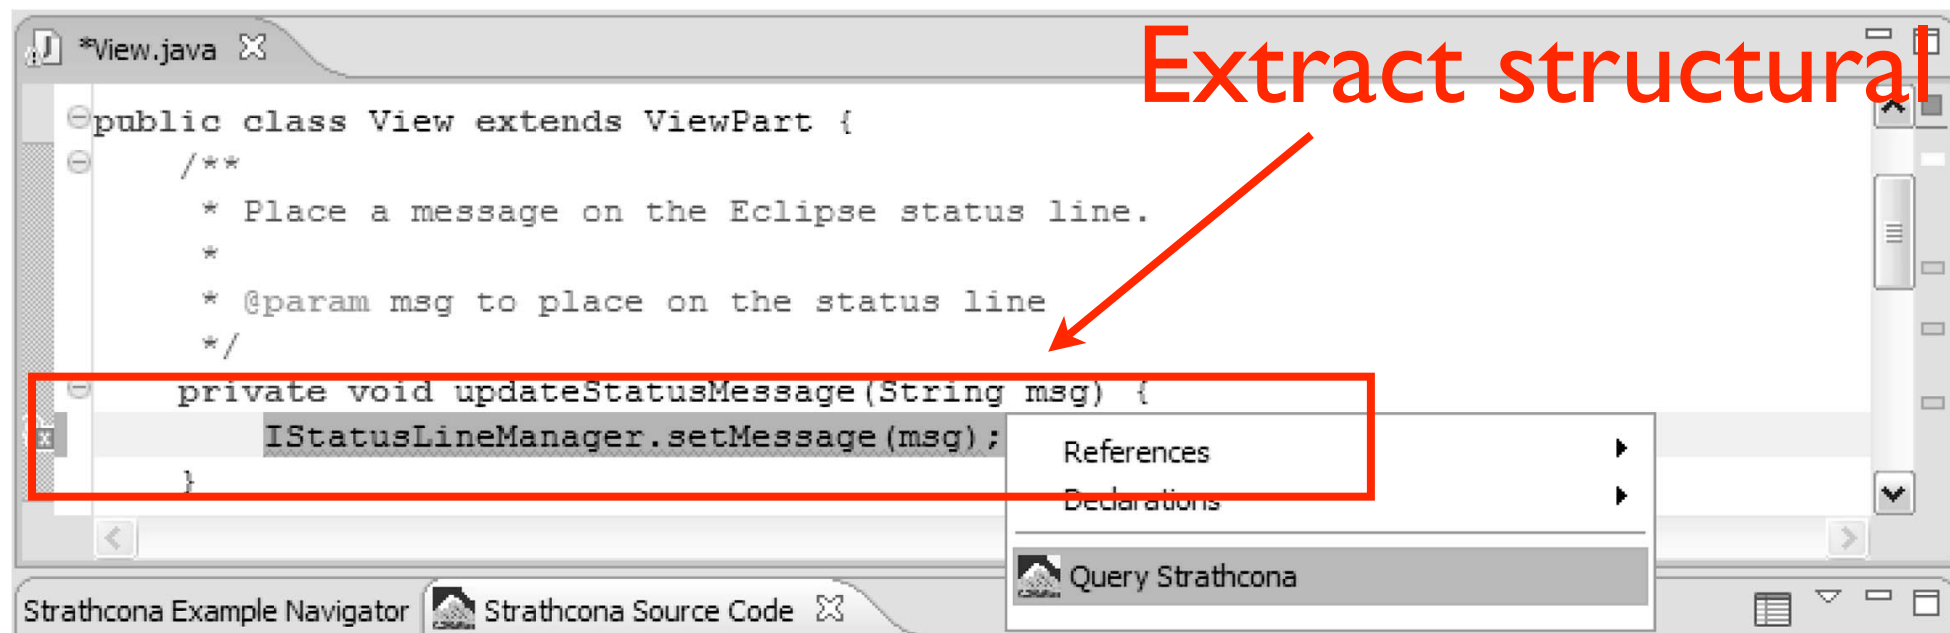 *View.java
Extract structural
public class View extends ViewPart {
/**
* Place a message on the Eclipse status line.
*
* @param msg to place on the status line
*/
private void updateStatusMessage(String msg) {
IStatusLineManager.setMessage(msg);
}
References
Declarations
Query Strathcona
Strathcona Example Navigator
Strathcona Source Code